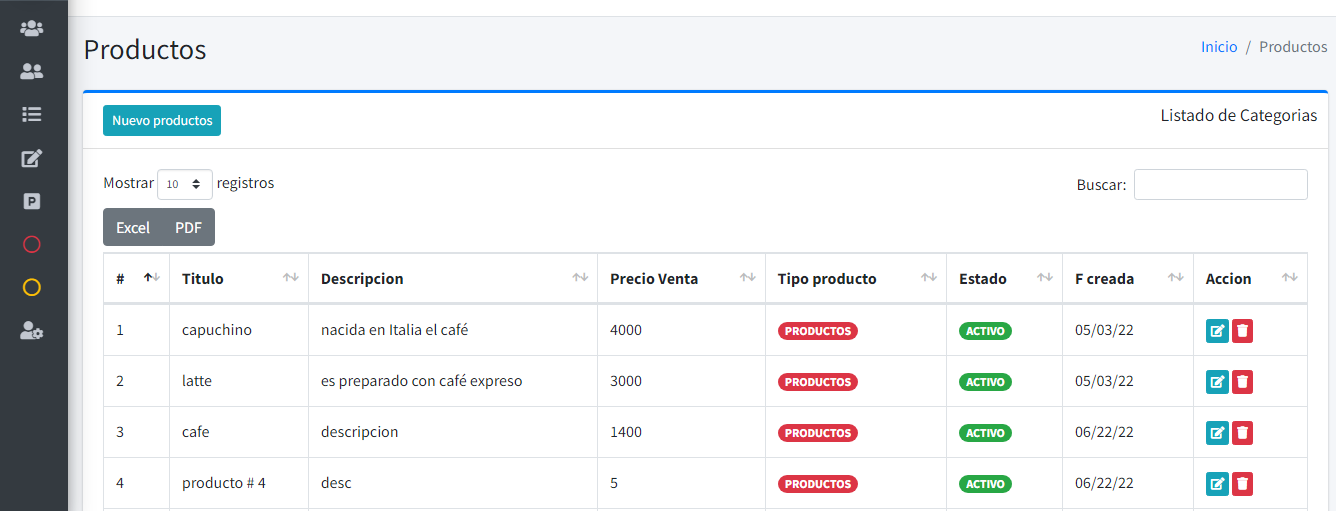 Productos
Inicio / Productos
Nuevo productos
Listado de Categorias
Mostrar 10 registros
Buscar:
Excel PDF
# Titulo Descripcion Precio Venta Tipo producto Estado F creada Accion
1 capuchino nacida en Italia el café 4000 PRODUCTOS ACTIVO 05/03/22
2 latte es preparado con café expreso 3000 PRODUCTOS ACTIVO 05/03/22
3 cafe descripcion 1400 PRODUCTOS ACTIVO 06/22/22
4 producto # 4 desc 5 PRODUCTOS ACTIVO 06/22/22